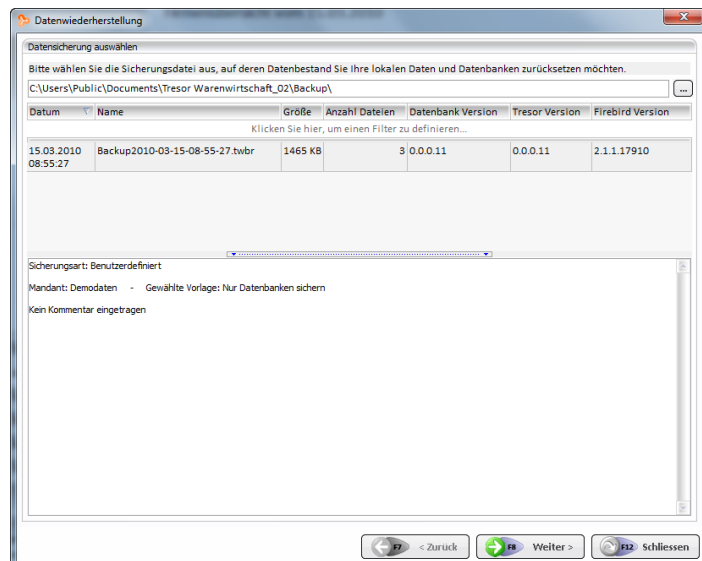 Datenwiederherstellung
Datensicherung auswählen
Bitte wählen Sie die Sicherungsdatei aus, auf deren Datenbestand Sie Ihre lokalen Daten und Datenbanken zurücksetzen möchten.
C:\Users\Public\Documents\Tresor Warenwirtschaft_02\Backup\
...
Datum Name Größe Anzahl Dateien Datenbank Version Tresor Version Firebird Version
Klicken Sie hier, um einen Filter zu definieren...
15.03.2010 Backup2010-03-15-08-55-27.twbr 1465 KB 3 0.0.0.11 0.0.0.11 2.1.1.17910
08:55:27
Sicherungsart: Benutzerdefiniert
Mandant: Demodaten - Gewählte Vorlage: Nur Datenbanken sichern
Kein Kommentar eingetragen
F7 < Zurück F8 Weiter > F12 Schliessen